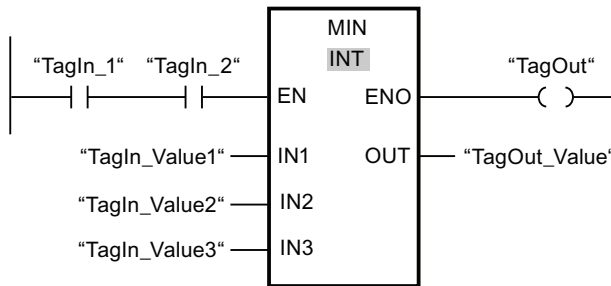 MIN
INT
“TagIn_1“ “TagIn_2“ “TagOut“
EN ENO
“TagIn_Value1“ IN1 OUT “TagOut_Value“
“TagIn_Value2“ IN2
“TagIn_Value3“ IN3